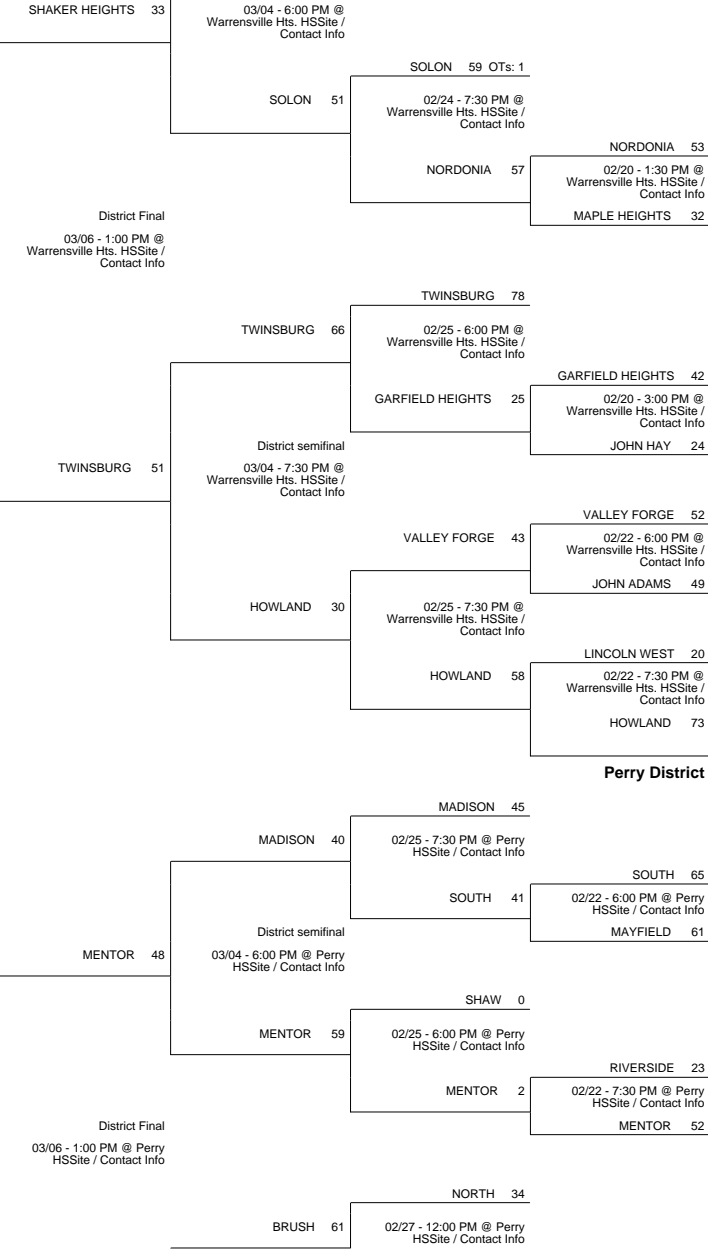 SHAKER HEIGHTS 33
03/04 - 6:00 PM @
Warrensville Hts. HSSite /
Contact Info
SOLON 59 OTs: 1
SOLON 51
02/24 - 7:30 PM @
Warrensville Hts. HSSite /
Contact Info
NORDONIA 53
NORDONIA 57
02/20 - 1:30 PM @
Warrensville Hts. HSSite /
Contact Info
MAPLE HEIGHTS 32
District Final
03/06 - 1:00 PM @
Warrensville Hts. HSSite /
Contact Info
TWINSBURG 78
TWINSBURG 66
02/25 - 6:00 PM @
Warrensville Hts. HSSite /
Contact Info
GARFIELD HEIGHTS 42
GARFIELD HEIGHTS 25
02/20 - 3:00 PM @
Warrensville Hts. HSSite /
Contact Info
JOHN HAY 24
District semifinal
TWINSBURG 51
03/04 - 7:30 PM @
Warrensville Hts. HSSite /
Contact Info
VALLEY FORGE 52
VALLEY FORGE 43
02/22 - 6:00 PM @
Warrensville Hts. HSSite /
Contact Info
JOHN ADAMS 49
HOWLAND 30
02/25 - 7:30 PM @
Warrensville Hts. HSSite /
Contact Info
LINCOLN WEST 20
HOWLAND 58
02/22 - 7:30 PM @
Warrensville Hts. HSSite /
Contact Info
HOWLAND 73
Perry District
MADISON 45
MADISON 40
02/25 - 7:30 PM @ Perry
HSSite / Contact Info
SOUTH 65
SOUTH 41
02/22 - 6:00 PM @ Perry
HSSite / Contact Info
MAYFIELD 61
District semifinal
MENTOR 48
03/04 - 6:00 PM @ Perry
HSSite / Contact Info
SHAW 0
MENTOR 59
02/25 - 6:00 PM @ Perry
HSSite / Contact Info
RIVERSIDE 23
MENTOR 2
02/22 - 7:30 PM @ Perry
HSSite / Contact Info
MENTOR 52
District Final
03/06 - 1:00 PM @ Perry
HSSite / Contact Info
NORTH 34
BRUSH 61
02/27 - 12:00 PM @ Perry
HSSite / Contact Info